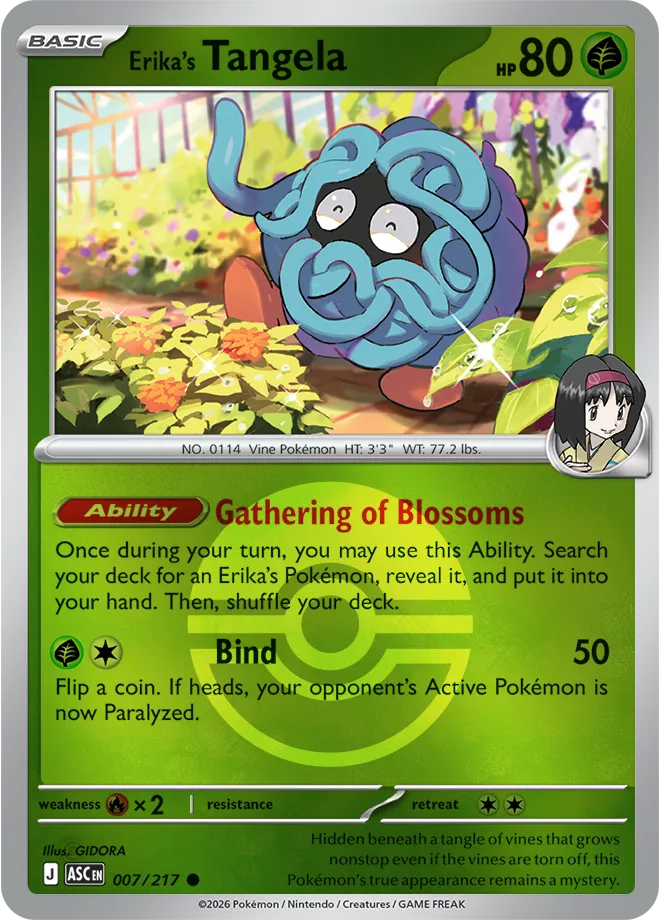 BASIC
Erika's Tangela HP 80
NO. 0114 Vine Pokémon HT: 3'3" WT: 77.2 lbs.
Ability Gathering of Blossoms
Once during your turn, you may use this Ability. Search
your deck for an Erika's Pokémon, reveal it, and put it into
your hand. Then, shuffle your deck.
Bind 50
Flip a coin. If heads, your opponent's Active Pokémon is
now Paralyzed.
weakness ×2 resistance retreat
Illus. GIDORA
J ASC EN 007/217
Hidden beneath a tangle of vines that grows
nonstop even if the vines are torn off, this
Pokémon's true appearance remains a mystery.
©2026 Pokémon / Nintendo / Creatures / GAME FREAK